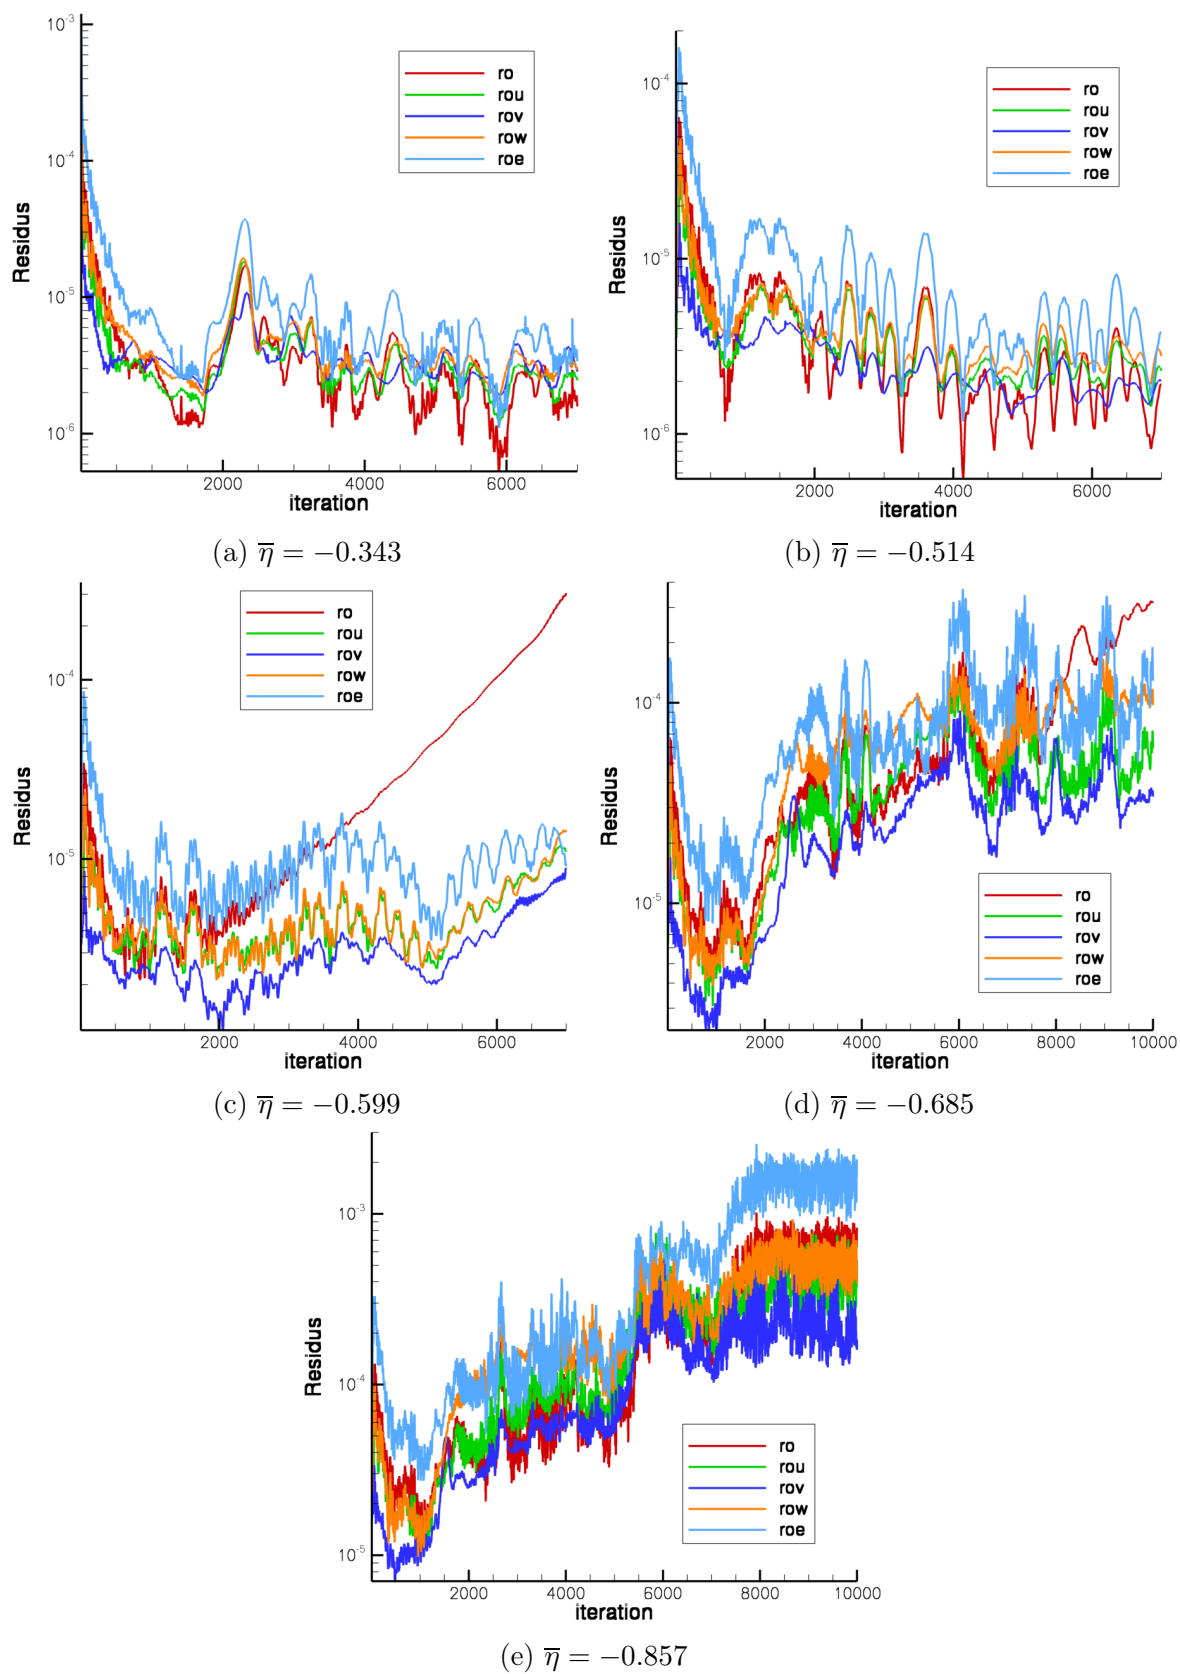 10⁻³
10⁻⁴
10⁻⁵
10⁻⁶
Residus
2000 4000 6000
iteration
ro
rou
rov
row
roe
(a) η̅ = −0.343
10⁻⁴
10⁻⁵
10⁻⁶
Residus
2000 4000 6000
iteration
ro
rou
rov
row
roe
(b) η̅ = −0.514
10⁻⁴
10⁻⁵
Residus
2000 4000 6000
iteration
ro
rou
rov
row
roe
(c) η̅ = −0.599
10⁻⁴
10⁻⁵
Residus
2000 4000 6000 8000 10000
iteration
ro
rou
rov
row
roe
(d) η̅ = −0.685
10⁻³
10⁻⁴
10⁻⁵
Residus
2000 4000 6000 8000 10000
iteration
ro
rou
rov
row
roe
(e) η̅ = −0.857